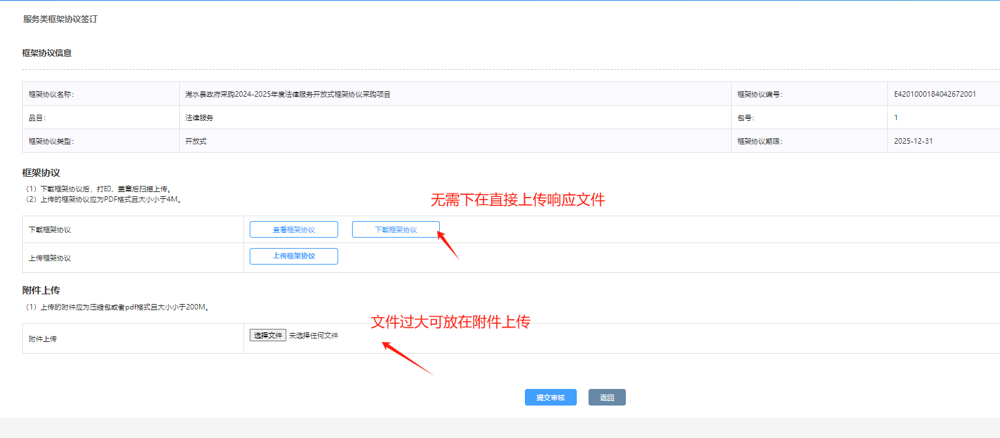 服务类框架协议签订
框架协议信息
框架协议名称: 浠水县政府采购2024-2025年度法律服务开放式框架协议采购项目 框架协议编号: E4201000184042672001
品目: 法律服务 包号: 1
框架协议类型: 开放式 框架协议期限: 2025-12-31
框架协议
（1）下载框架协议后，打印、盖章后扫描上传。
（2）上传的框架协议应为PDF格式且大小小于4M。
无需下在直接上传响应文件
下载框架协议 查看框架协议 下载框架协议
上传框架协议 上传框架协议
附件上传
（1）上传的附件应为压缩包或者pdf格式且大小小于200M。
文件过大可放在附件上传
附件上传 选择文件 未选择任何文件
提交审核 返回